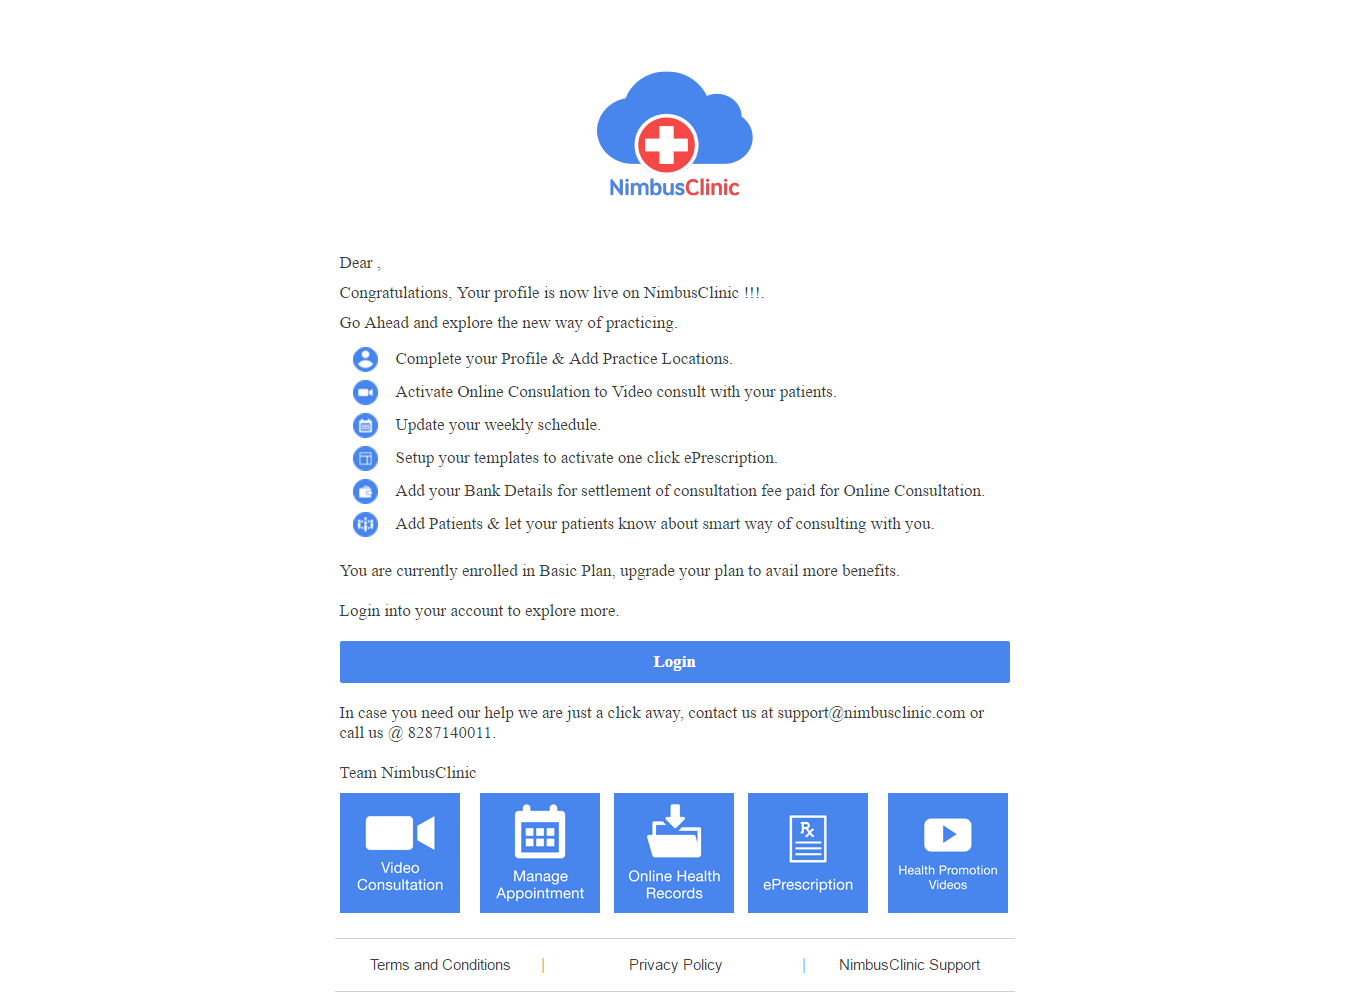 NimbusClinic
Dear ,
Congratulations, Your profile is now live on NimbusClinic !!!.
Go Ahead and explore the new way of practicing.
Complete your Profile & Add Practice Locations.
Activate Online Consulation to Video consult with your patients.
Update your weekly schedule.
Setup your templates to activate one click ePrescription.
Add your Bank Details for settlement of consultation fee paid for Online Consultation.
Add Patients & let your patients know about smart way of consulting with you.
You are currently enrolled in Basic Plan, upgrade your plan to avail more benefits.
Login into your account to explore more.
Login
In case you need our help we are just a click away, contact us at support@nimbusclinic.com or
call us @ 8287140011.
Team NimbusClinic
Video
Consultation
Manage
Appointment
Online Health
Records
Rx
ePrescription
Health Promotion
Videos
Terms and Conditions | Privacy Policy | NimbusClinic Support